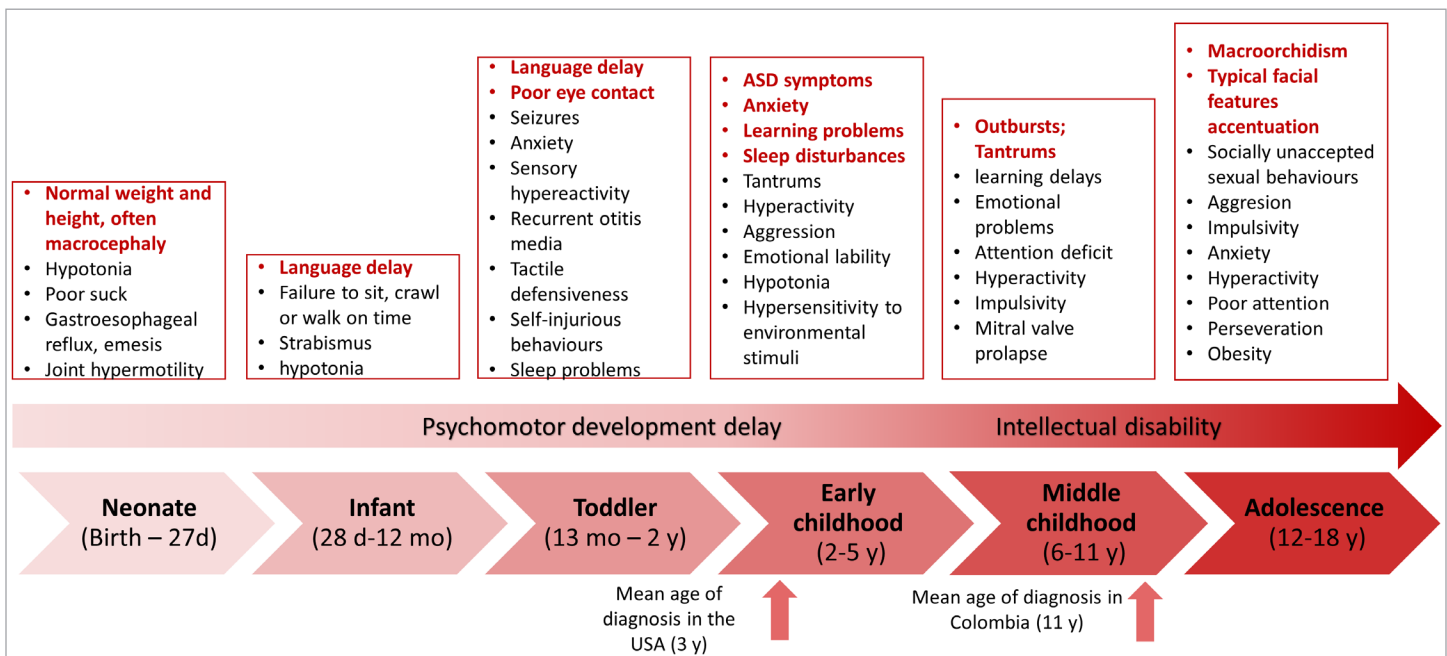 • Normal weight and
height, often
macrocephaly
• Hypotonia
• Poor suck
• Gastroesophageal
reflux, emesis
• Joint hypermotility
• Language delay
• Failure to sit, crawl
or walk on time
• Strabismus
• hypotonia
• Language delay
• Poor eye contact
• Seizures
• Anxiety
• Sensory
hypereactivity
• Recurrent otitis
media
• Tactile
defensiveness
• Self-injurious
behaviours
• Sleep problems
• ASD symptoms
• Anxiety
• Learning problems
• Sleep disturbances
• Tantrums
• Hyperactivity
• Aggression
• Emotional lability
• Hypotonia
• Hypersensitivity to
environmental
stimuli
• Outbursts;
Tantrums
• learning delays
• Emotional
problems
• Attention deficit
• Hyperactivity
• Impulsivity
• Mitral valve
prolapse
• Macroorchidism
• Typical facial
features
accentuation
• Socially unaccepted
sexual behaviours
• Aggresion
• Impulsivity
• Anxiety
• Hyperactivity
• Poor attention
• Perseveration
• Obesity
Psychomotor development delay
Intellectual disability
Neonate
(Birth – 27d)
Infant
(28 d-12 mo)
Toddler
(13 mo – 2 y)
Early
childhood
(2-5 y)
Middle
childhood
(6-11 y)
Adolescence
(12-18 y)
Mean age of
diagnosis in the
USA (3 y)
Mean age of diagnosis in
Colombia (11 y)